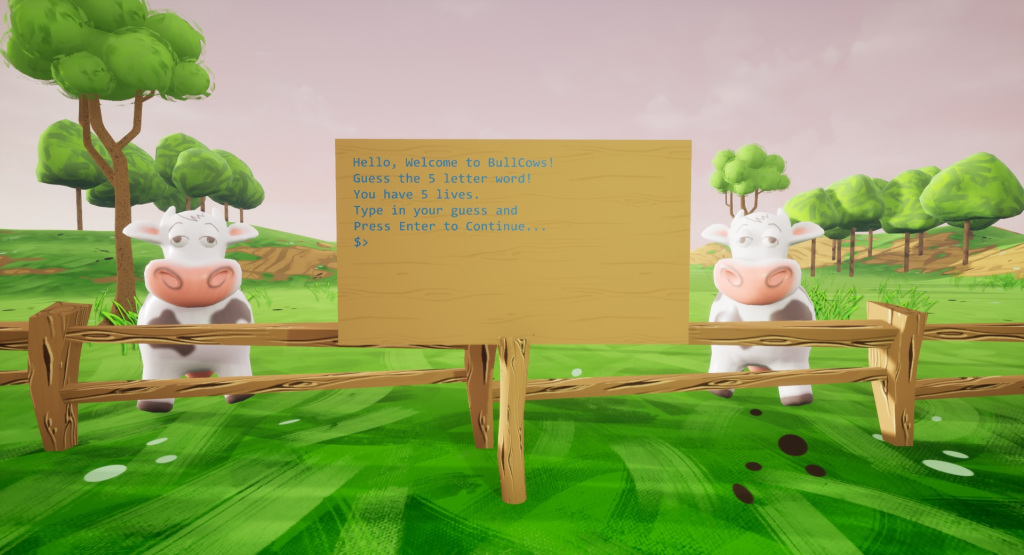 Hello, Welcome to BullCows!
Guess the 5 letter word!
You have 5 lives.
Type in your guess and
Press Enter to Continue...
$>